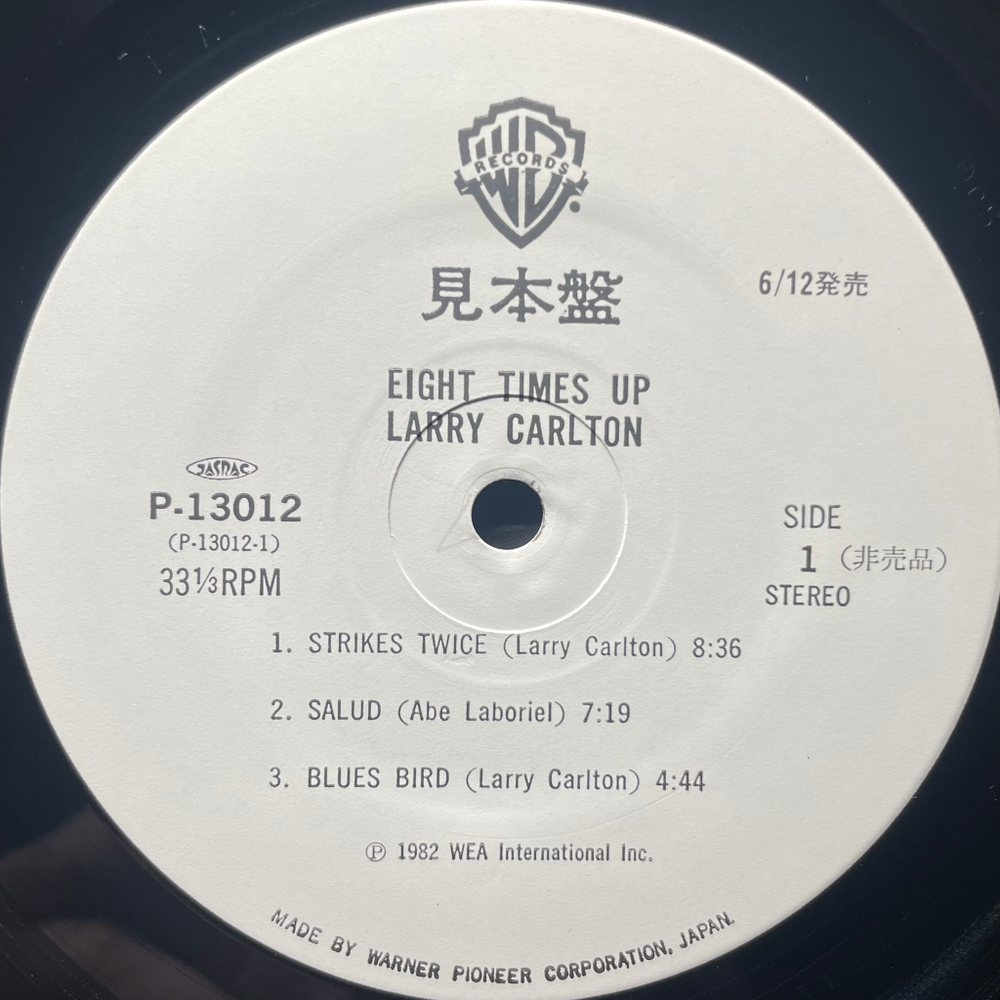 WB RECORDS
見本盤
6/12発売
EIGHT TIMES UP
LARRY CARLTON
JASRAC
P-13012
(P-13012-1)
33⅓RPM
SIDE
1 (非売品)
STEREO
1. STRIKES TWICE (Larry Carlton) 8:36
2. SALUD (Abe Laboriel) 7:19
3. BLUES BIRD (Larry Carlton) 4:44
Ⓟ 1982 WEA International Inc.
MADE BY WARNER PIONEER CORPORATION, JAPAN.